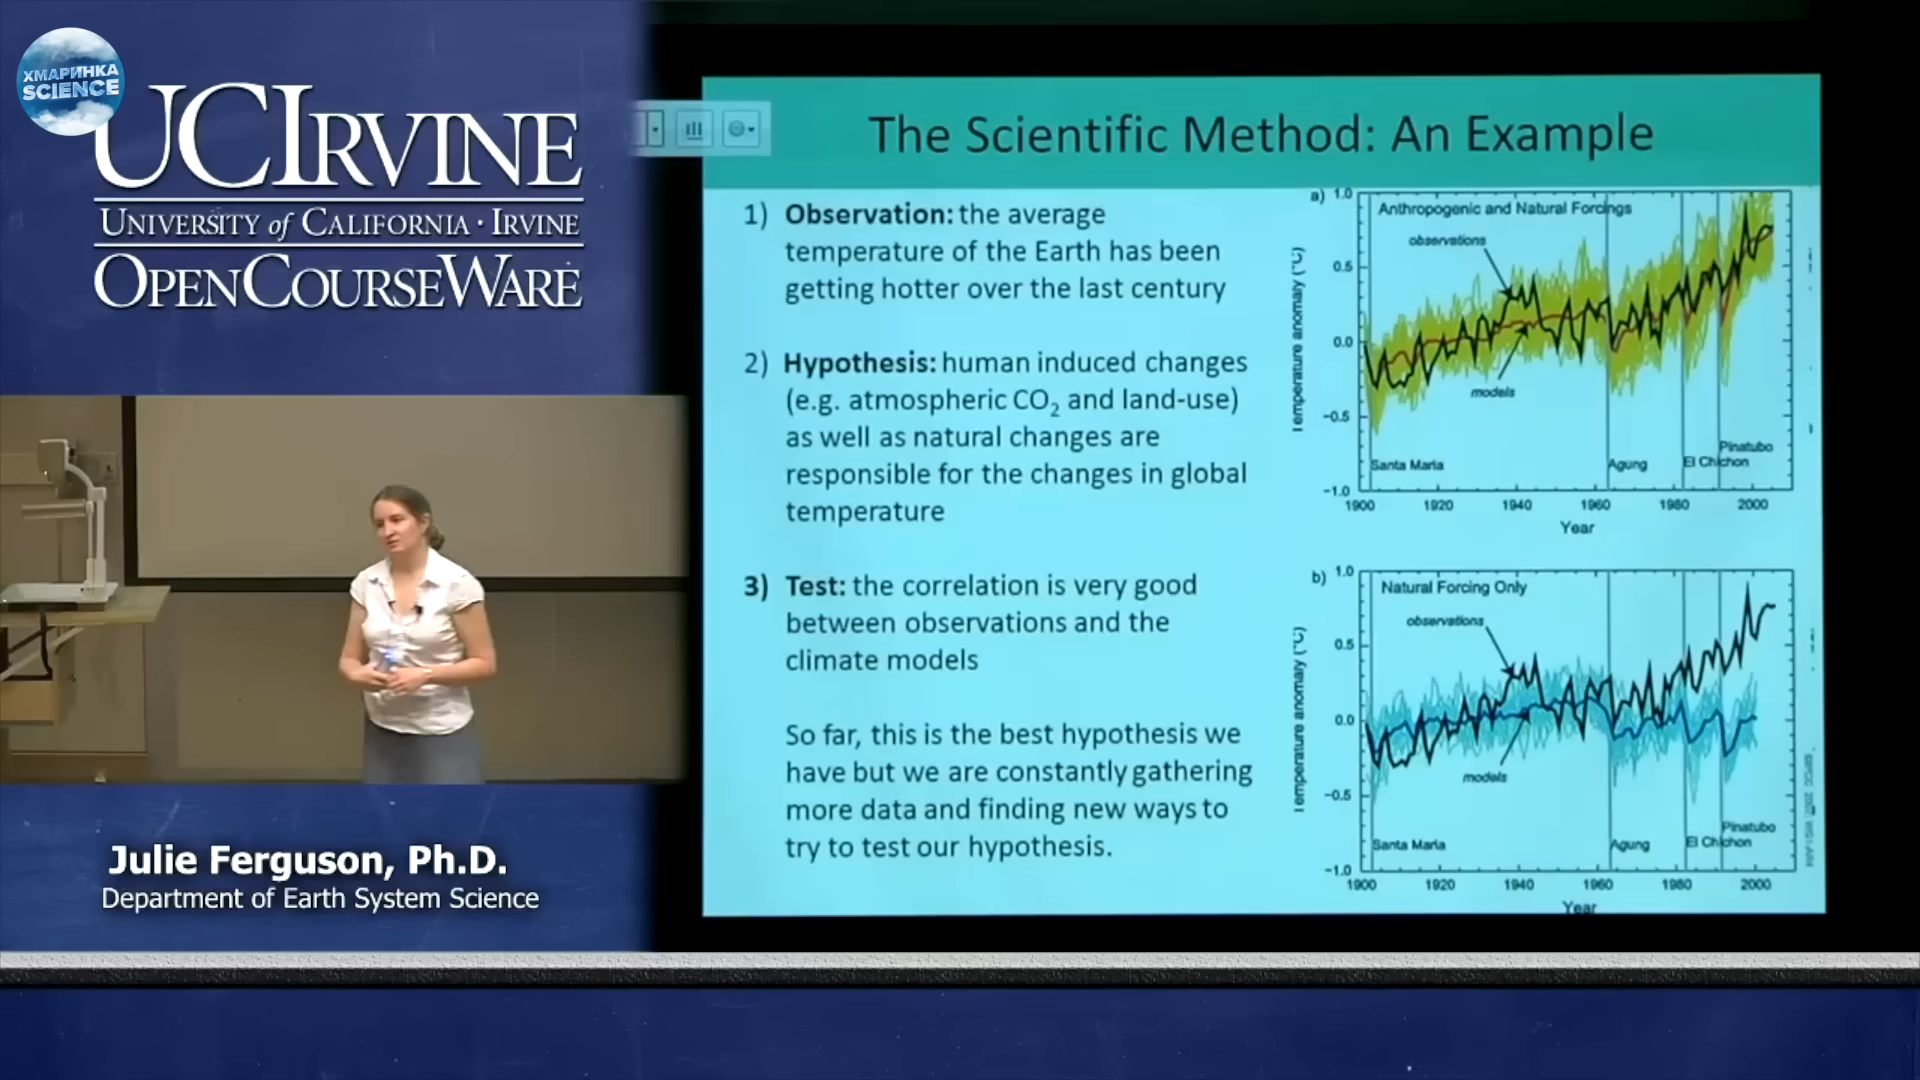 ХМАРИНКА
SCIENCE
UCIRVINE
UNIVERSITY of CALIFORNIA · IRVINE
OPENCOURSEWARE
Julie Ferguson, Ph.D.
Department of Earth System Science
The Scientific Method: An Example
1) Observation: the average
temperature of the Earth has been
getting hotter over the last century
2) Hypothesis: human induced changes
(e.g. atmospheric CO₂ and land-use)
as well as natural changes are
responsible for the changes in global
temperature
3) Test: the correlation is very good
between observations and the
climate models
So far, this is the best hypothesis we
have but we are constantly gathering
more data and finding new ways to
try to test our hypothesis.
a)
Anthropogenic and Natural Forcings
observations
models
Temperature anomaly (°C)
1.0
0.5
0.0
−0.5
−1.0
Santa Maria
Agung
El Chichon
Pinatubo
1900 1920 1940 1960 1980 2000
Year
b)
Natural Forcing Only
observations
models
Temperature anomaly (°C)
1.0
0.5
0.0
−0.5
−1.0
Santa Maria
Agung
El Chichon
Pinatubo
1900 1920 1940 1960 1980 2000
Year